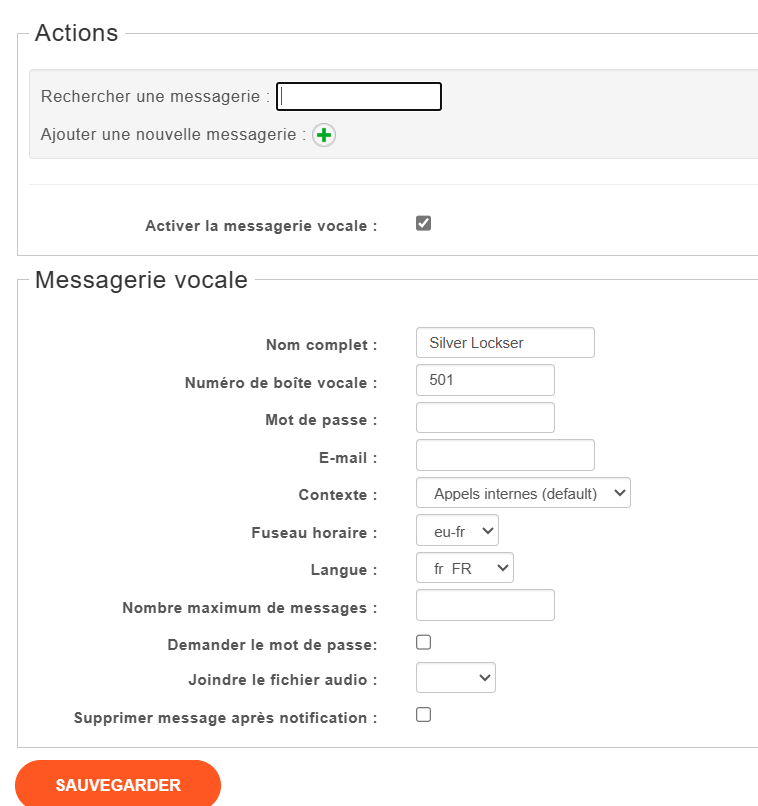 Actions
Rechercher une messagerie :
Ajouter une nouvelle messagerie :
Activer la messagerie vocale :
Messagerie vocale
Nom complet : Silver Lockser
Numéro de boîte vocale : 501
Mot de passe :
E-mail :
Contexte : Appels internes (default)
Fuseau horaire : eu-fr
Langue : fr FR
Nombre maximum de messages :
Demander le mot de passe:
Joindre le fichier audio :
Supprimer message après notification :
SAUVEGARDER